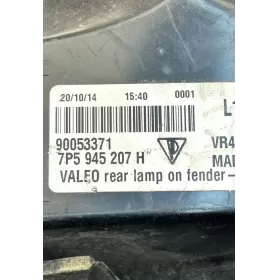 20/10/14 15:40 0001
L
90053371 VR4
7P5 945 207 H MAD
VALEO rear lamp on fender-